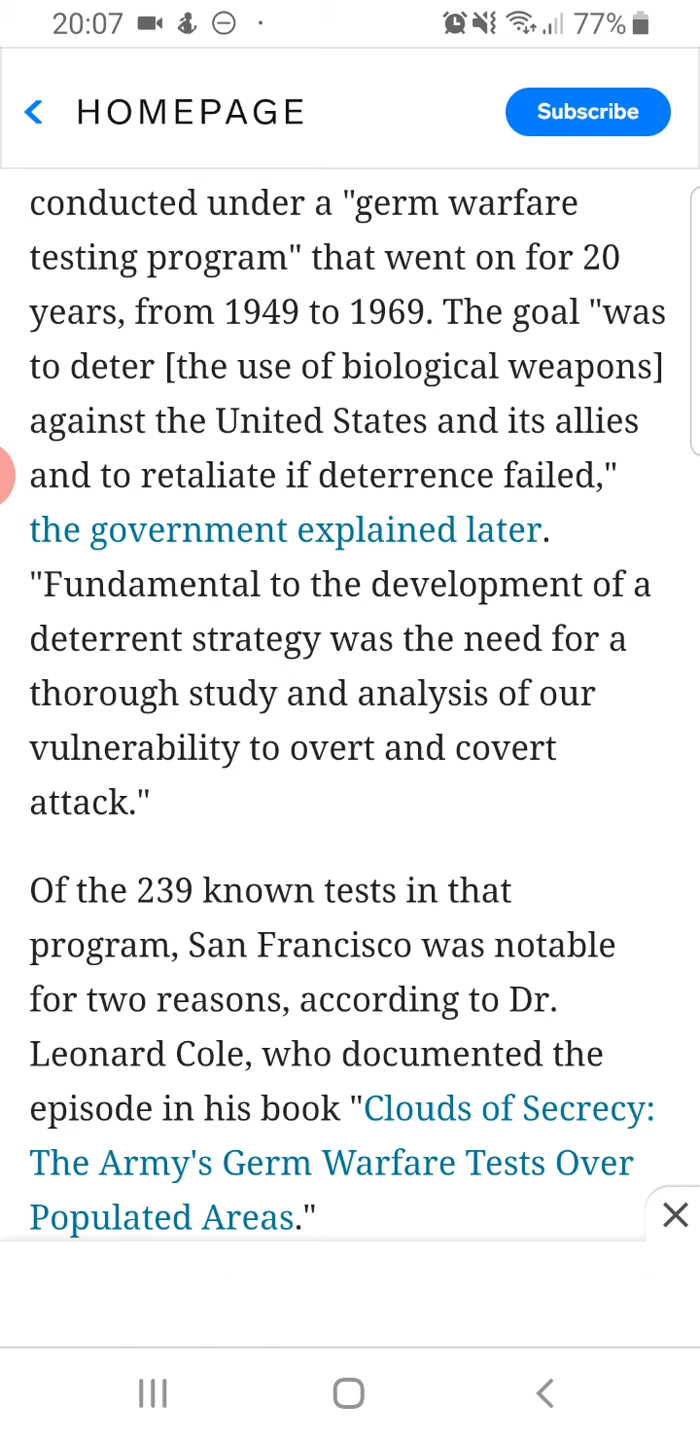 20:07 77%
HOMEPAGE Subscribe
conducted under a "germ warfare
testing program" that went on for 20
years, from 1949 to 1969. The goal "was
to deter [the use of biological weapons]
against the United States and its allies
and to retaliate if deterrence failed,"
the government explained later.
"Fundamental to the development of a
deterrent strategy was the need for a
thorough study and analysis of our
vulnerability to overt and covert
attack."
Of the 239 known tests in that
program, San Francisco was notable
for two reasons, according to Dr.
Leonard Cole, who documented the
episode in his book "Clouds of Secrecy:
The Army's Germ Warfare Tests Over
Populated Areas."